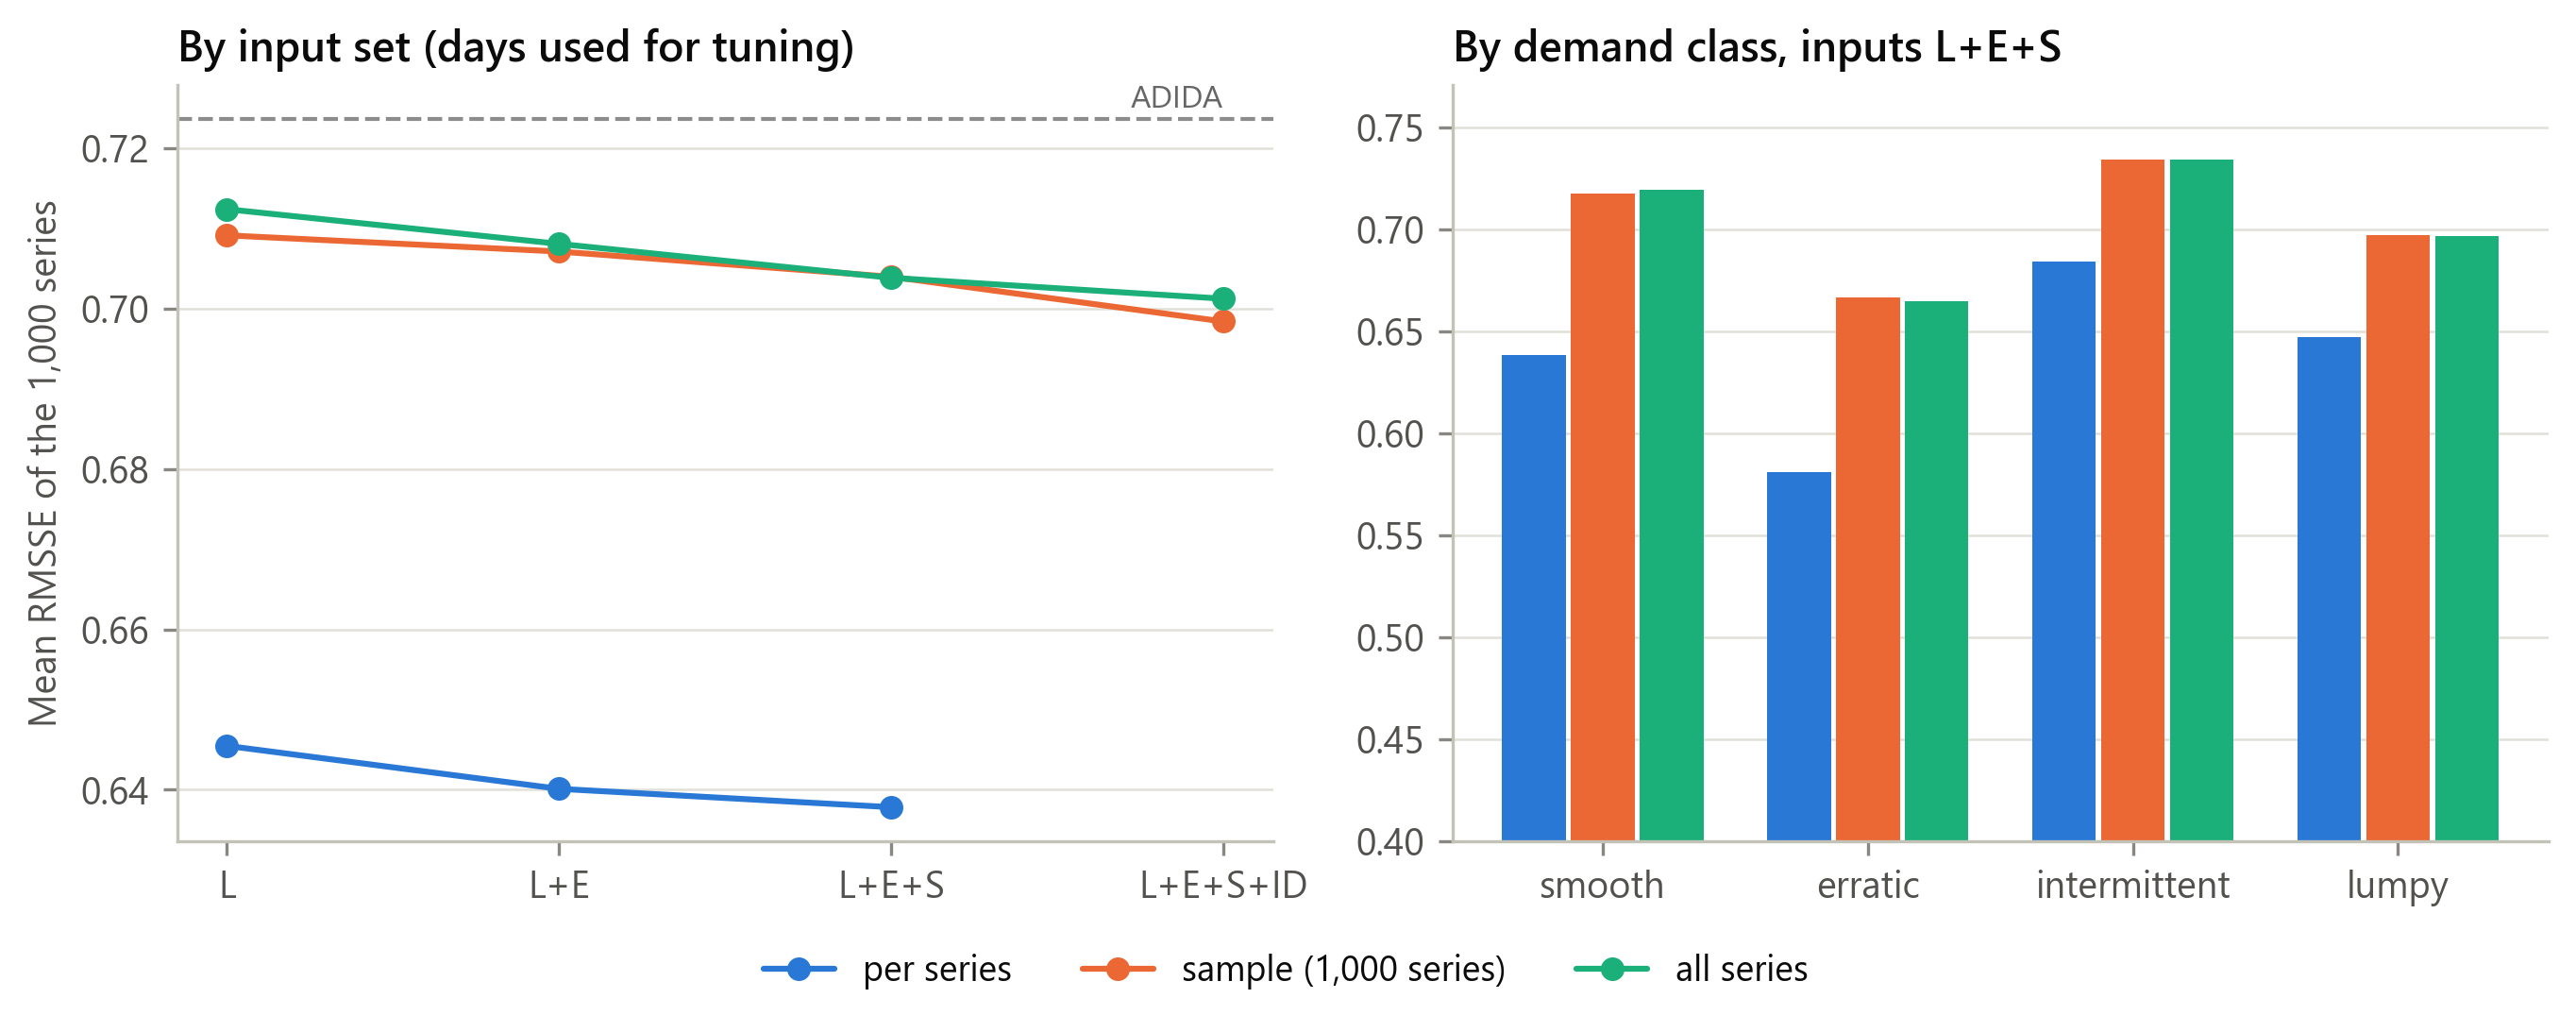 By input set (days used for tuning)
ADIDA
0.72
0.70
0.68
0.66
0.64
Mean RMSSE of the 1,000 series
L
L+E
L+E+S
L+E+S+ID
By demand class, inputs L+E+S
0.75
0.70
0.65
0.60
0.55
0.50
0.45
0.40
smooth
erratic
intermittent
lumpy
per series
sample (1,000 series)
all series